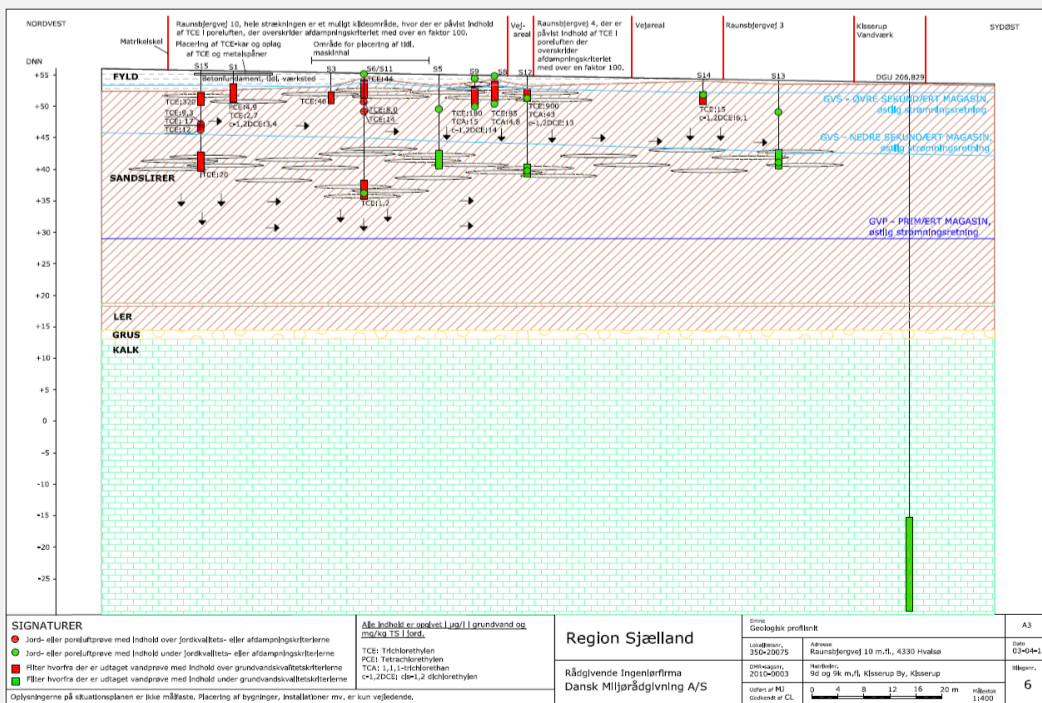 NORDVEST
SYDØST
Matrikelskel
Raunsbjergvej 10, hele strækningen er et muligt kildeområde, hvor der er påvist indhold
af TCE i poreluften, der overskrider afdampningskriteriet med over en faktor 100.
Placering af TCE-kar og oplag
af TCE og metalspåner
Område for placering af tidl.
maskinhal
Betonfundament, tidl. værksted
Vej-
areal
Raunsbjergvej 4, der er
påvist indhold af TCE i
poreluften der
overskrider
afdampningskriteriet
med over en faktor 100.
Vejareal
Raunsbjergvej 3
Kisserup
Vandværk
DNN
S15
S1
S3
S6/S11
S5
S9
S8
S12
S14
S13
DGU 206.829
+55
+50
+45
+40
+35
+30
+25
+20
+15
+10
+5
0
-5
-10
-15
-20
-25
FYLD
SANDSLIRER
LER
GRUS
KALK
TCE:320
TCE:9,3
TCE:17
TCE:12
TCE:20
PCE:4,9
TCE:2,7
c-1,2DCE:3,4
TCE:46
TCE:44
TCE:8,0
TCE:14
TCE:1,2
TCE:180
TCA:15
c-1,2DCE:14
TCE:85
TCA:4,8
TCE:900
TCA:43
c-1,2DCE:13
TCE:15
c-1,2DCE:6,1
GVS - ØVRE SEKUNDÆRT MAGASIN,
østlig strømningsretning
GVS - NEDRE SEKUNDÆRT MAGASIN,
østlig strømningsretning
GVP - PRIMÆRT MAGASIN,
østlig strømningsretning
SIGNATURER
Jord- eller poreluftprøve med indhold over jordkvalitets- eller afdampningskriterierne
Jord- eller poreluftprøve med indhold under jordkvalitets- eller afdampningskriterierne
Filter hvorfra der er udtaget vandprøve med indhold over grundvandskvalitetskriterierne
Filter hvorfra der er udtaget vandprøve med indhold under grundvandskvalitetskriterierne
Oplysningerne på situationsplanen er ikke målfaste. Placering af bygninger, installationer mv. er kun vejledende.
Alle indhold er opgivet i µg/l i grundvand og
mg/kg TS i jord.
TCE: Trichlorethylen
PCE: Tetrachlorethylen
TCA: 1,1,1-trichlorethan
c-1,2DCE: cis-1,2 dichlorethylen
Region Sjælland
Rådgivende Ingeniørfirma
Dansk Miljørådgivning A/S
Emne
Geologisk profilsnit
A3
Lokalitetsnr.
350-20075
Adresse
Raunsbjergvej 10 m.fl., 4330 Hvalsø
Dato
03-04-1
DMR-sagsnr.
2010-0003
Matrikelnr.
9d og 9k m.fl, Kisserup By, Kisserup
Bilagsnr.
6
Udført af MJ
Godkendt af CL
0 4 8 12 16 20 m
Målestok
1:400